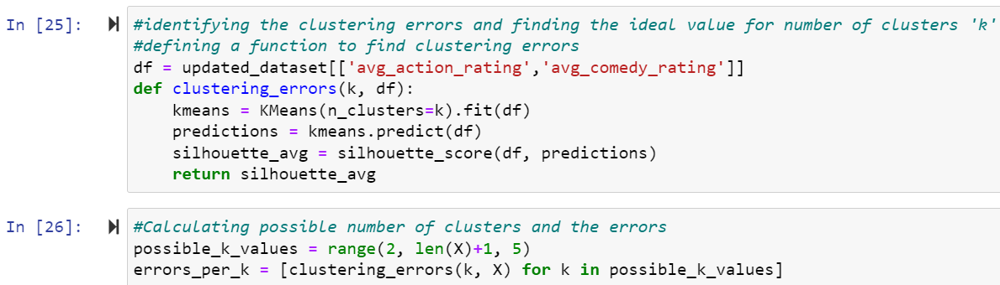 In [25]: #identifying the clustering errors and finding the ideal value for number of clusters 'k'
#defining a function to find clustering errors
df = updated_dataset[['avg_action_rating','avg_comedy_rating']]
def clustering_errors(k, df):
    kmeans = KMeans(n_clusters=k).fit(df)
    predictions = kmeans.predict(df)
    silhouette_avg = silhouette_score(df, predictions)
    return silhouette_avg
In [26]: #Calculating possible number of clusters and the errors
possible_k_values = range(2, len(X)+1, 5)
errors_per_k = [clustering_errors(k, X) for k in possible_k_values]